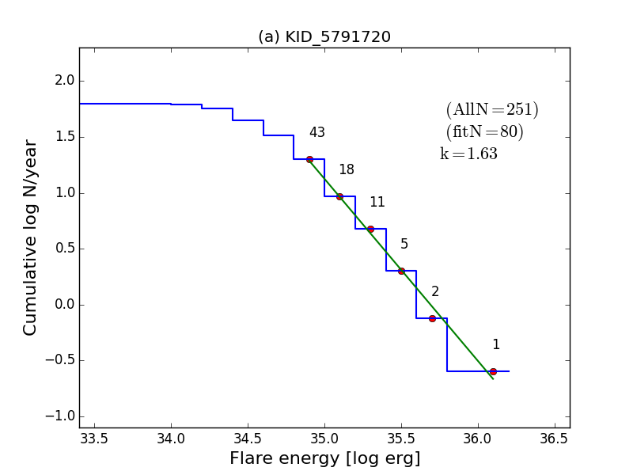 (a) KID_5791720
Cumulative log N/year
2.0
1.5
1.0
0.5
0.0
−0.5
−1.0
(AllN=251)
(fitN=80)
k=1.63
43
18
11
5
2
1
33.5 34.0 34.5 35.0 35.5 36.0 36.5
Flare energy [log erg]